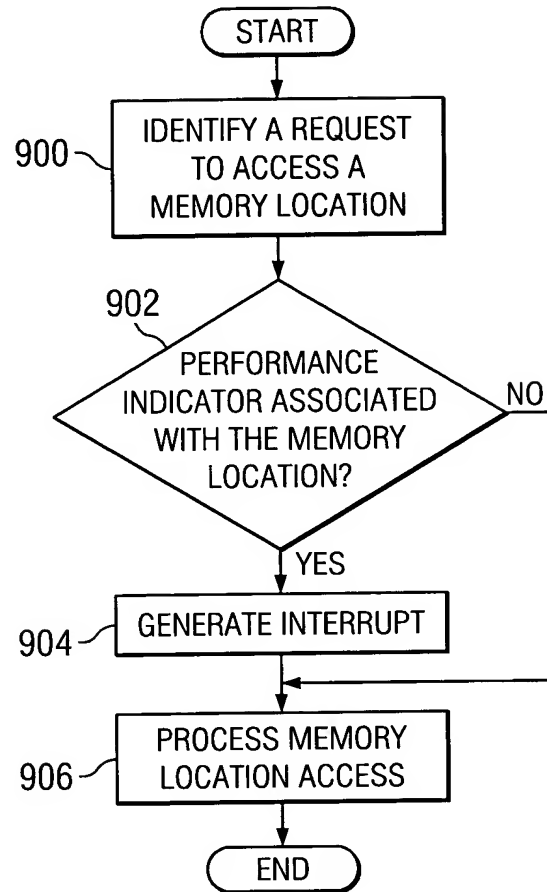 START
900
IDENTIFY A REQUEST
TO ACCESS A
MEMORY LOCATION
902
PERFORMANCE
INDICATOR ASSOCIATED
WITH THE MEMORY
LOCATION?
NO
YES
904
GENERATE INTERRUPT
906
PROCESS MEMORY
LOCATION ACCESS
END